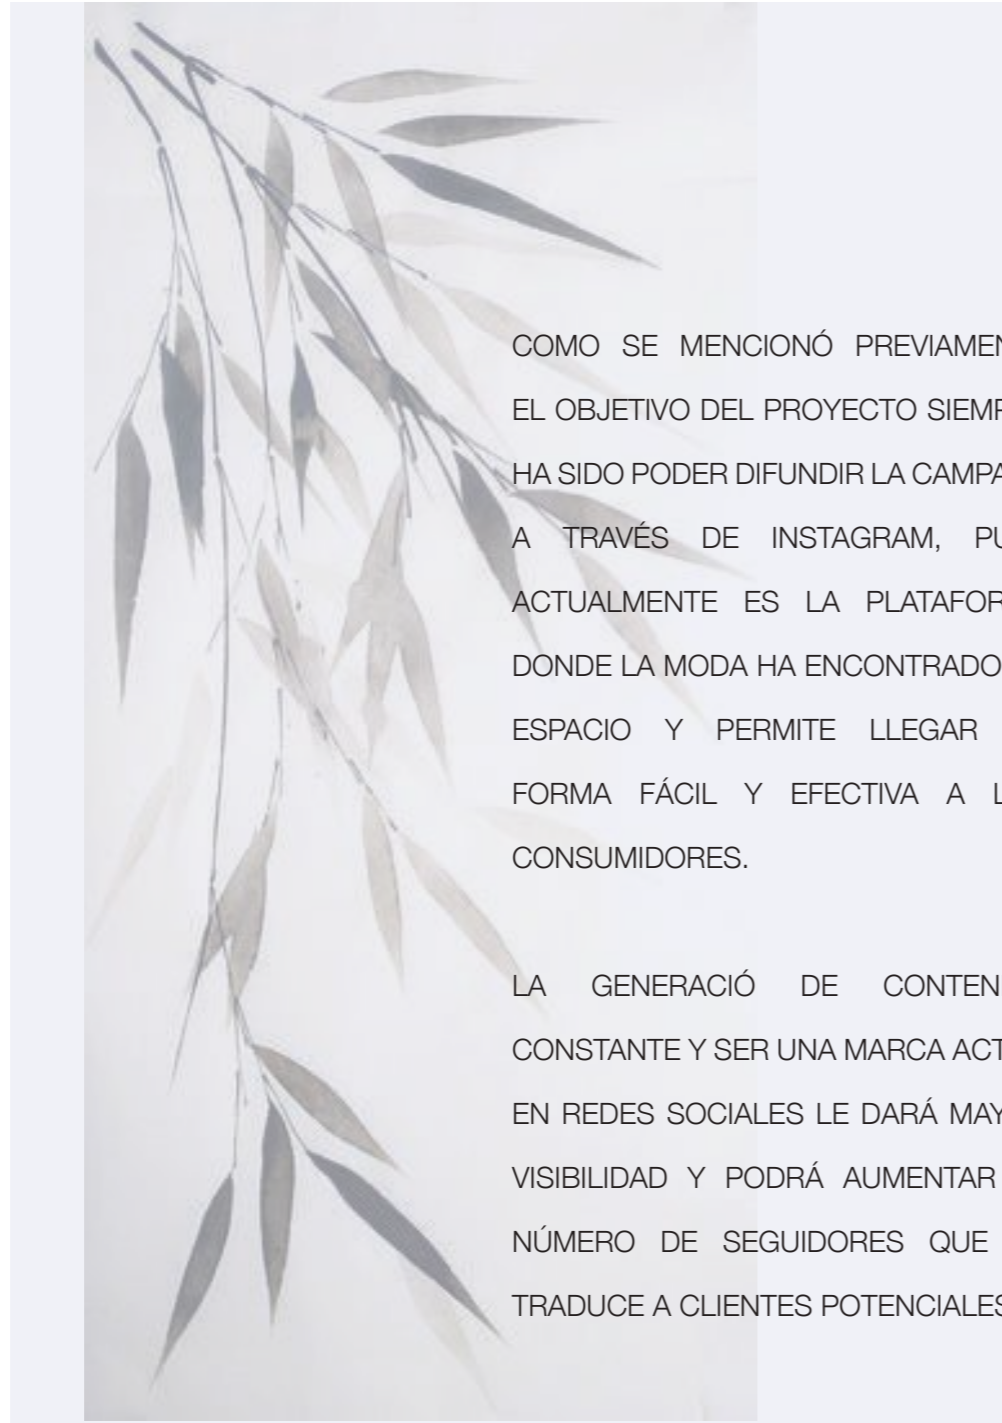 COMO SE MENCIONÓ PREVIAMEN
EL OBJETIVO DEL PROYECTO SIEMP
HA SIDO PODER DIFUNDIR LA CAMPA
A TRAVÉS DE INSTAGRAM, PU
ACTUALMENTE ES LA PLATAFOR
DONDE LA MODA HA ENCONTRADO
ESPACIO Y PERMITE LLEGAR
FORMA FÁCIL Y EFECTIVA A L
CONSUMIDORES.
LA GENERACIÓ DE CONTEN
CONSTANTE Y SER UNA MARCA ACT
EN REDES SOCIALES LE DARÁ MAY
VISIBILIDAD Y PODRÁ AUMENTAR
NÚMERO DE SEGUIDORES QUE
TRADUCE A CLIENTES POTENCIALES